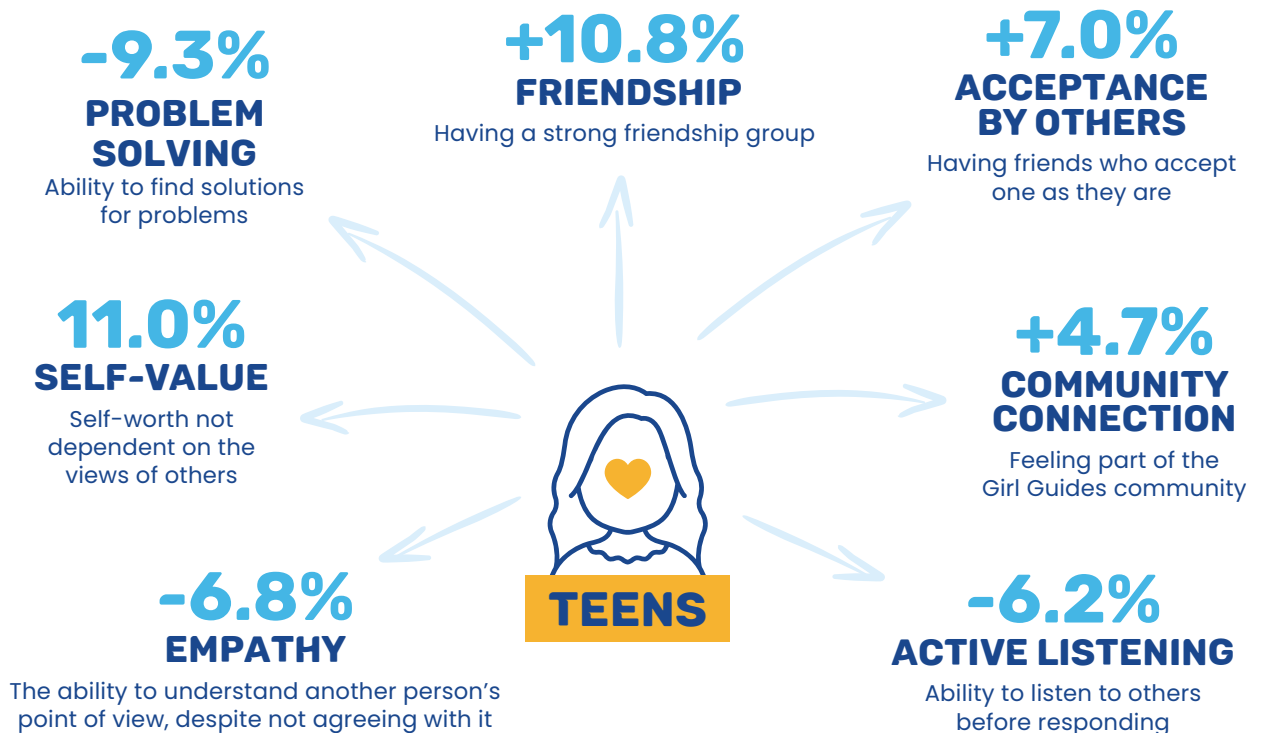 -9.3%
PROBLEM
SOLVING
Ability to find solutions
for problems
+10.8%
FRIENDSHIP
Having a strong friendship group
+7.0%
ACCEPTANCE
BY OTHERS
Having friends who accept
one as they are
11.0%
SELF-VALUE
Self-worth not
dependent on the
views of others
+4.7%
COMMUNITY
CONNECTION
Feeling part of the
Girl Guides community
-6.8%
EMPATHY
The ability to understand another person’s
point of view, despite not agreeing with it
TEENS
-6.2%
ACTIVE LISTENING
Ability to listen to others
before responding